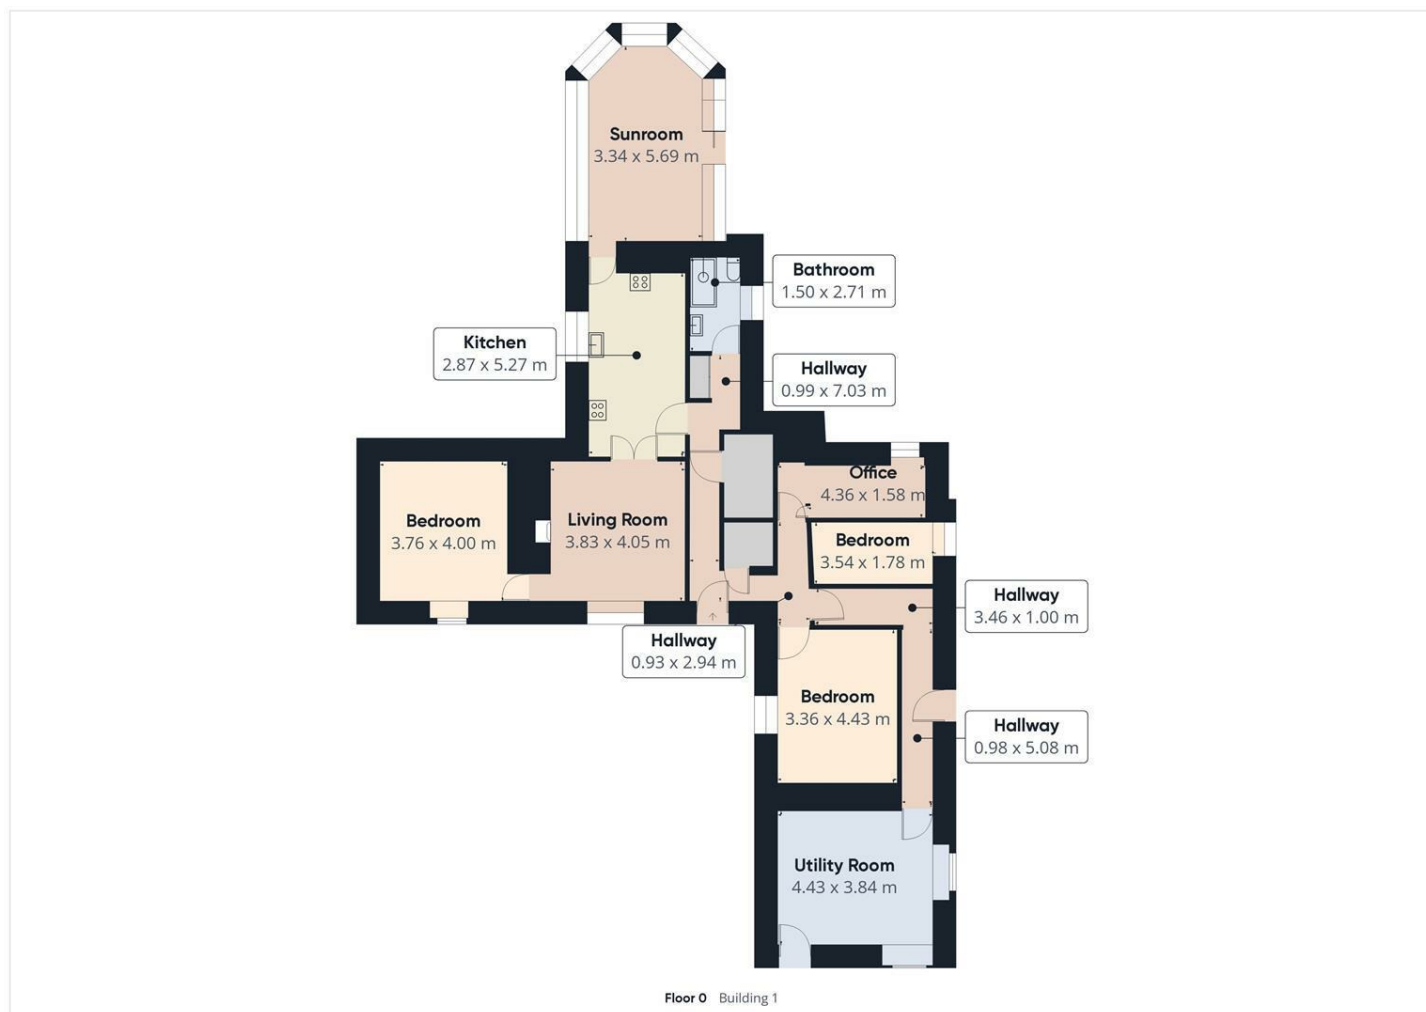 Sunroom
3.34 x 5.69 m
Bathroom
1.50 x 2.71 m
Kitchen
2.87 x 5.27 m
Hallway
0.99 x 7.03 m
Office
4.36 x 1.58 m
Bedroom
3.76 x 4.00 m
Living Room
3.83 x 4.05 m
Bedroom
3.54 x 1.78 m
Hallway
3.46 x 1.00 m
Hallway
0.93 x 2.94 m
Bedroom
3.36 x 4.43 m
Hallway
0.98 x 5.08 m
Utility Room
4.43 x 3.84 m
Floor 0 Building 1